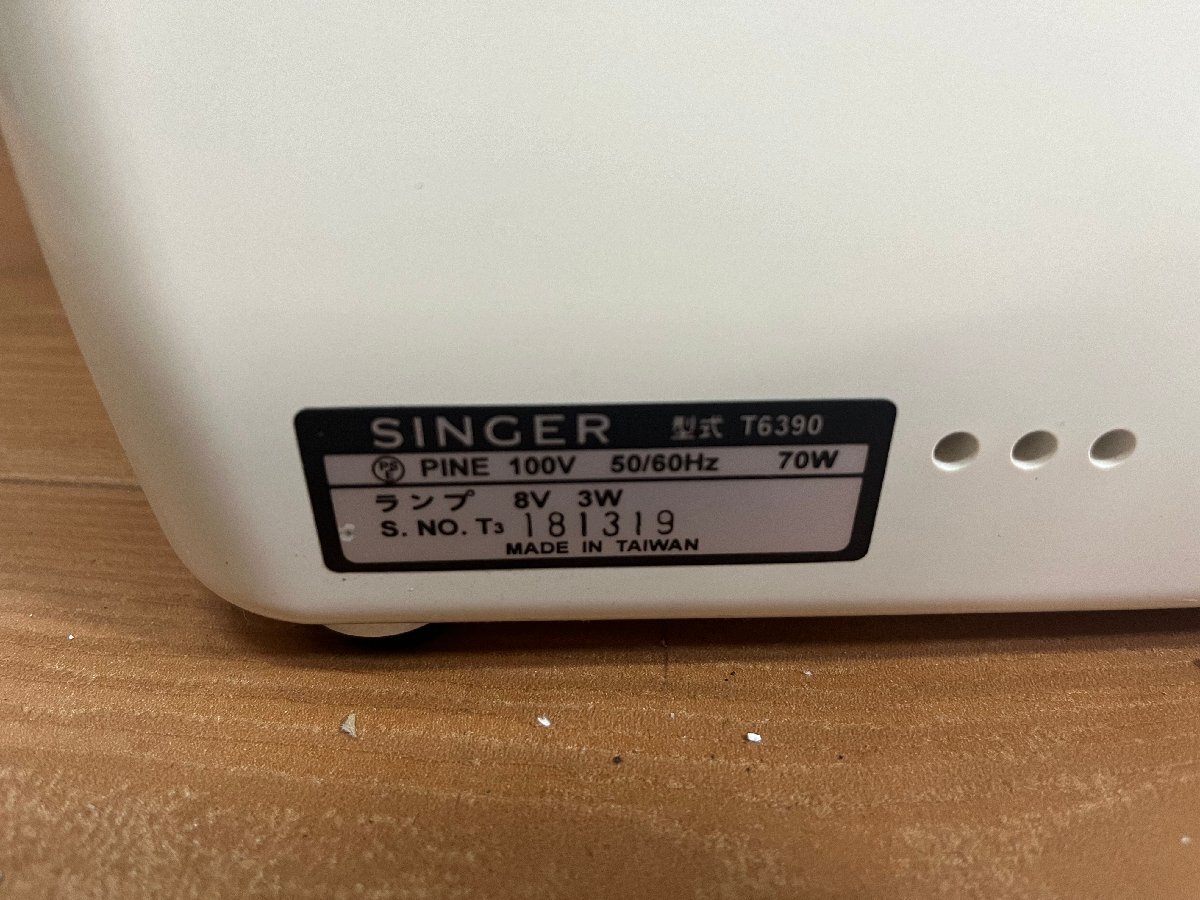 SINGER 型式 T6390
PSE PINE 100V 50/60Hz 70W
ランプ 8V 3W
S. NO. T3 181319
MADE IN TAIWAN